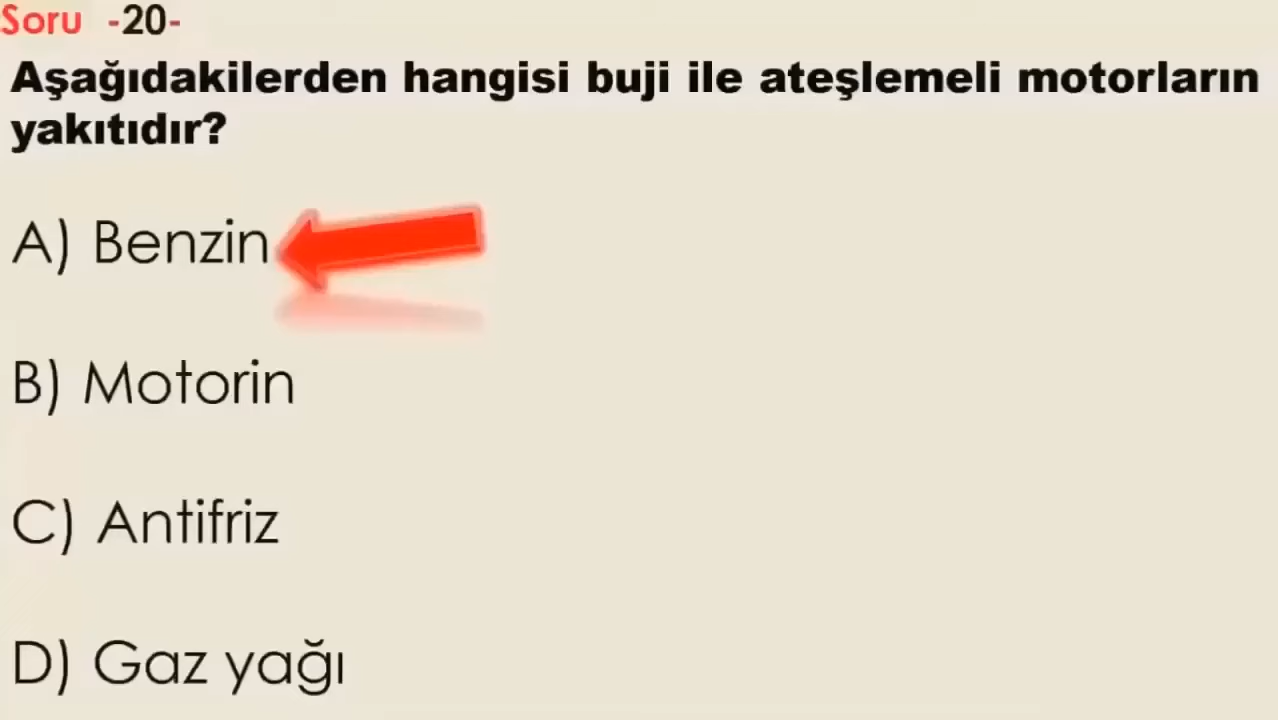 Soru -20-
Aşağıdakilerden hangisi buji ile ateşlemeli motorların
yakıtıdır?
A) Benzin
B) Motorin
C) Antifriz
D) Gaz yağı